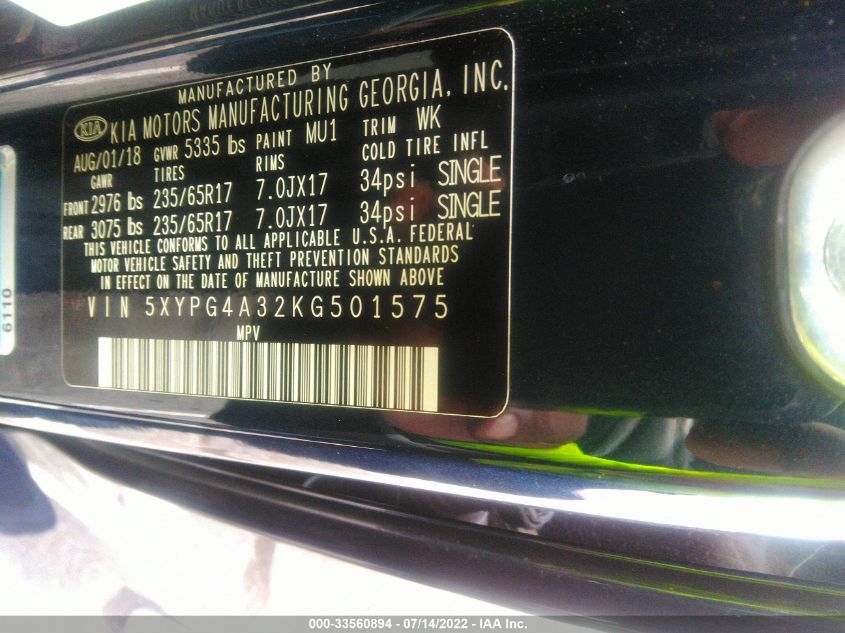 MANUFACTURED BY
KIA KIA MOTORS MANUFACTURING GEORGIA, INC.
AUG/01/18 GVWR 5335 lbs PAINT MU1 TRIM WK
GAWR TIRES RIMS COLD TIRE INFL
FRONT 2976 lbs 235/65R17 7.0JX17 34psi SINGLE
REAR 3075 lbs 235/65R17 7.0JX17 34psi SINGLE
THIS VEHICLE CONFORMS TO ALL APPLICABLE U.S.A. FEDERAL
MOTOR VEHICLE SAFETY AND THEFT PREVENTION STANDARDS
IN EFFECT ON THE DATE OF MANUFACTURE SHOWN ABOVE
VIN 5XYPG4A32KG501575
MPV
6110
000-33560894 - 07/14/2022 - IAA Inc.